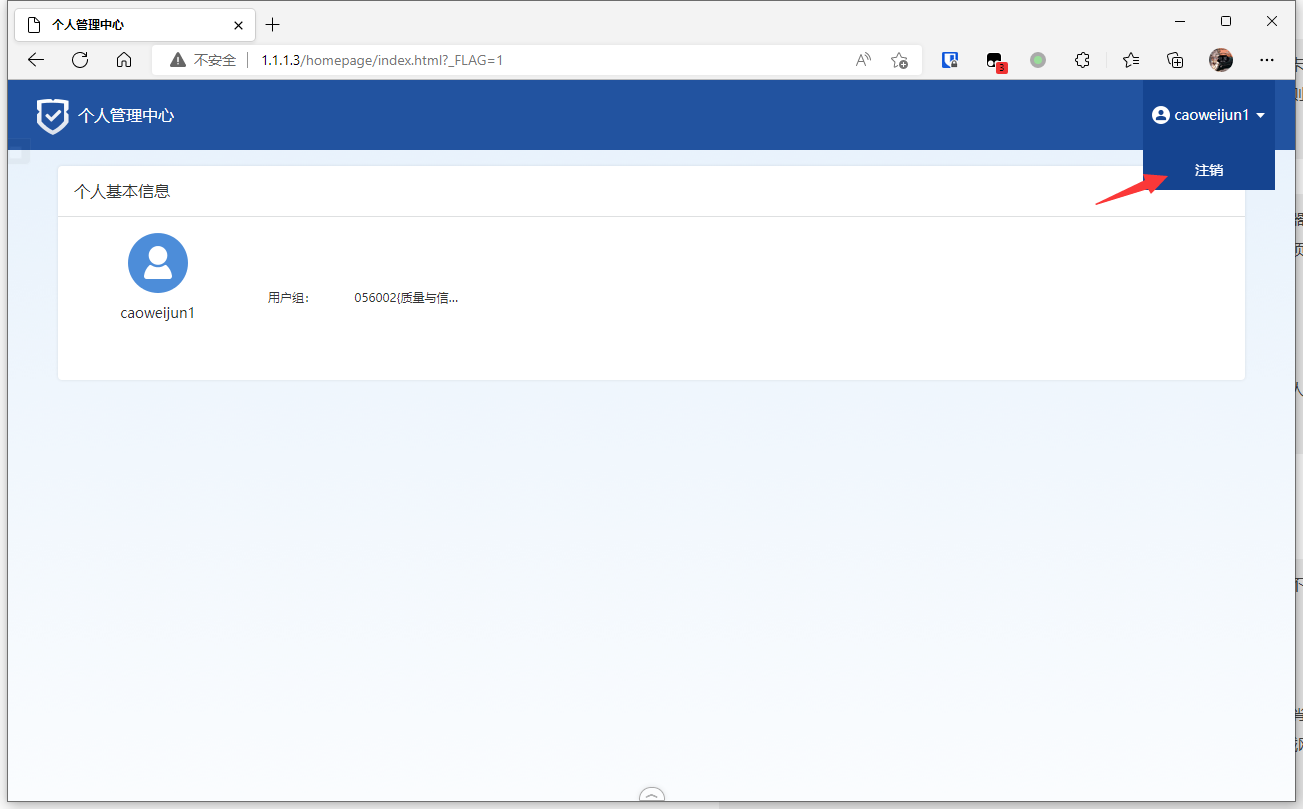 个人管理中心
不安全
1.1.1.3/homepage/index.html?_FLAG=1
3
个人管理中心
caoweijun1
注销
个人基本信息
caoweijun1
用户组：
056002{质量与信...